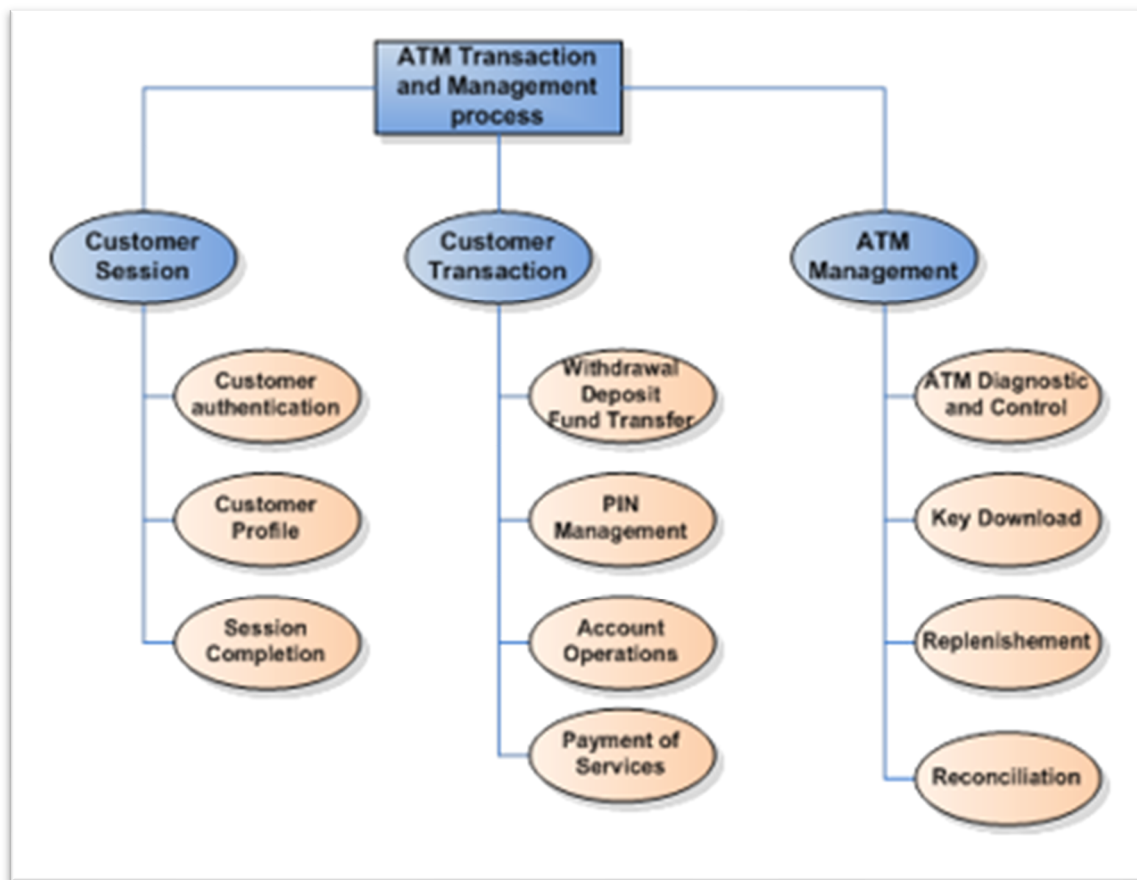 ATM Transaction
and Management
process
Customer
Session
Customer
Transaction
ATM
Management
Customer
authentication
Withdrawal
Deposit
Fund Transfer
ATM Diagnostic
and Control
Customer
Profile
PIN
Management
Key Download
Session
Completion
Account
Operations
Replenishement
Payment of
Services
Reconciliation